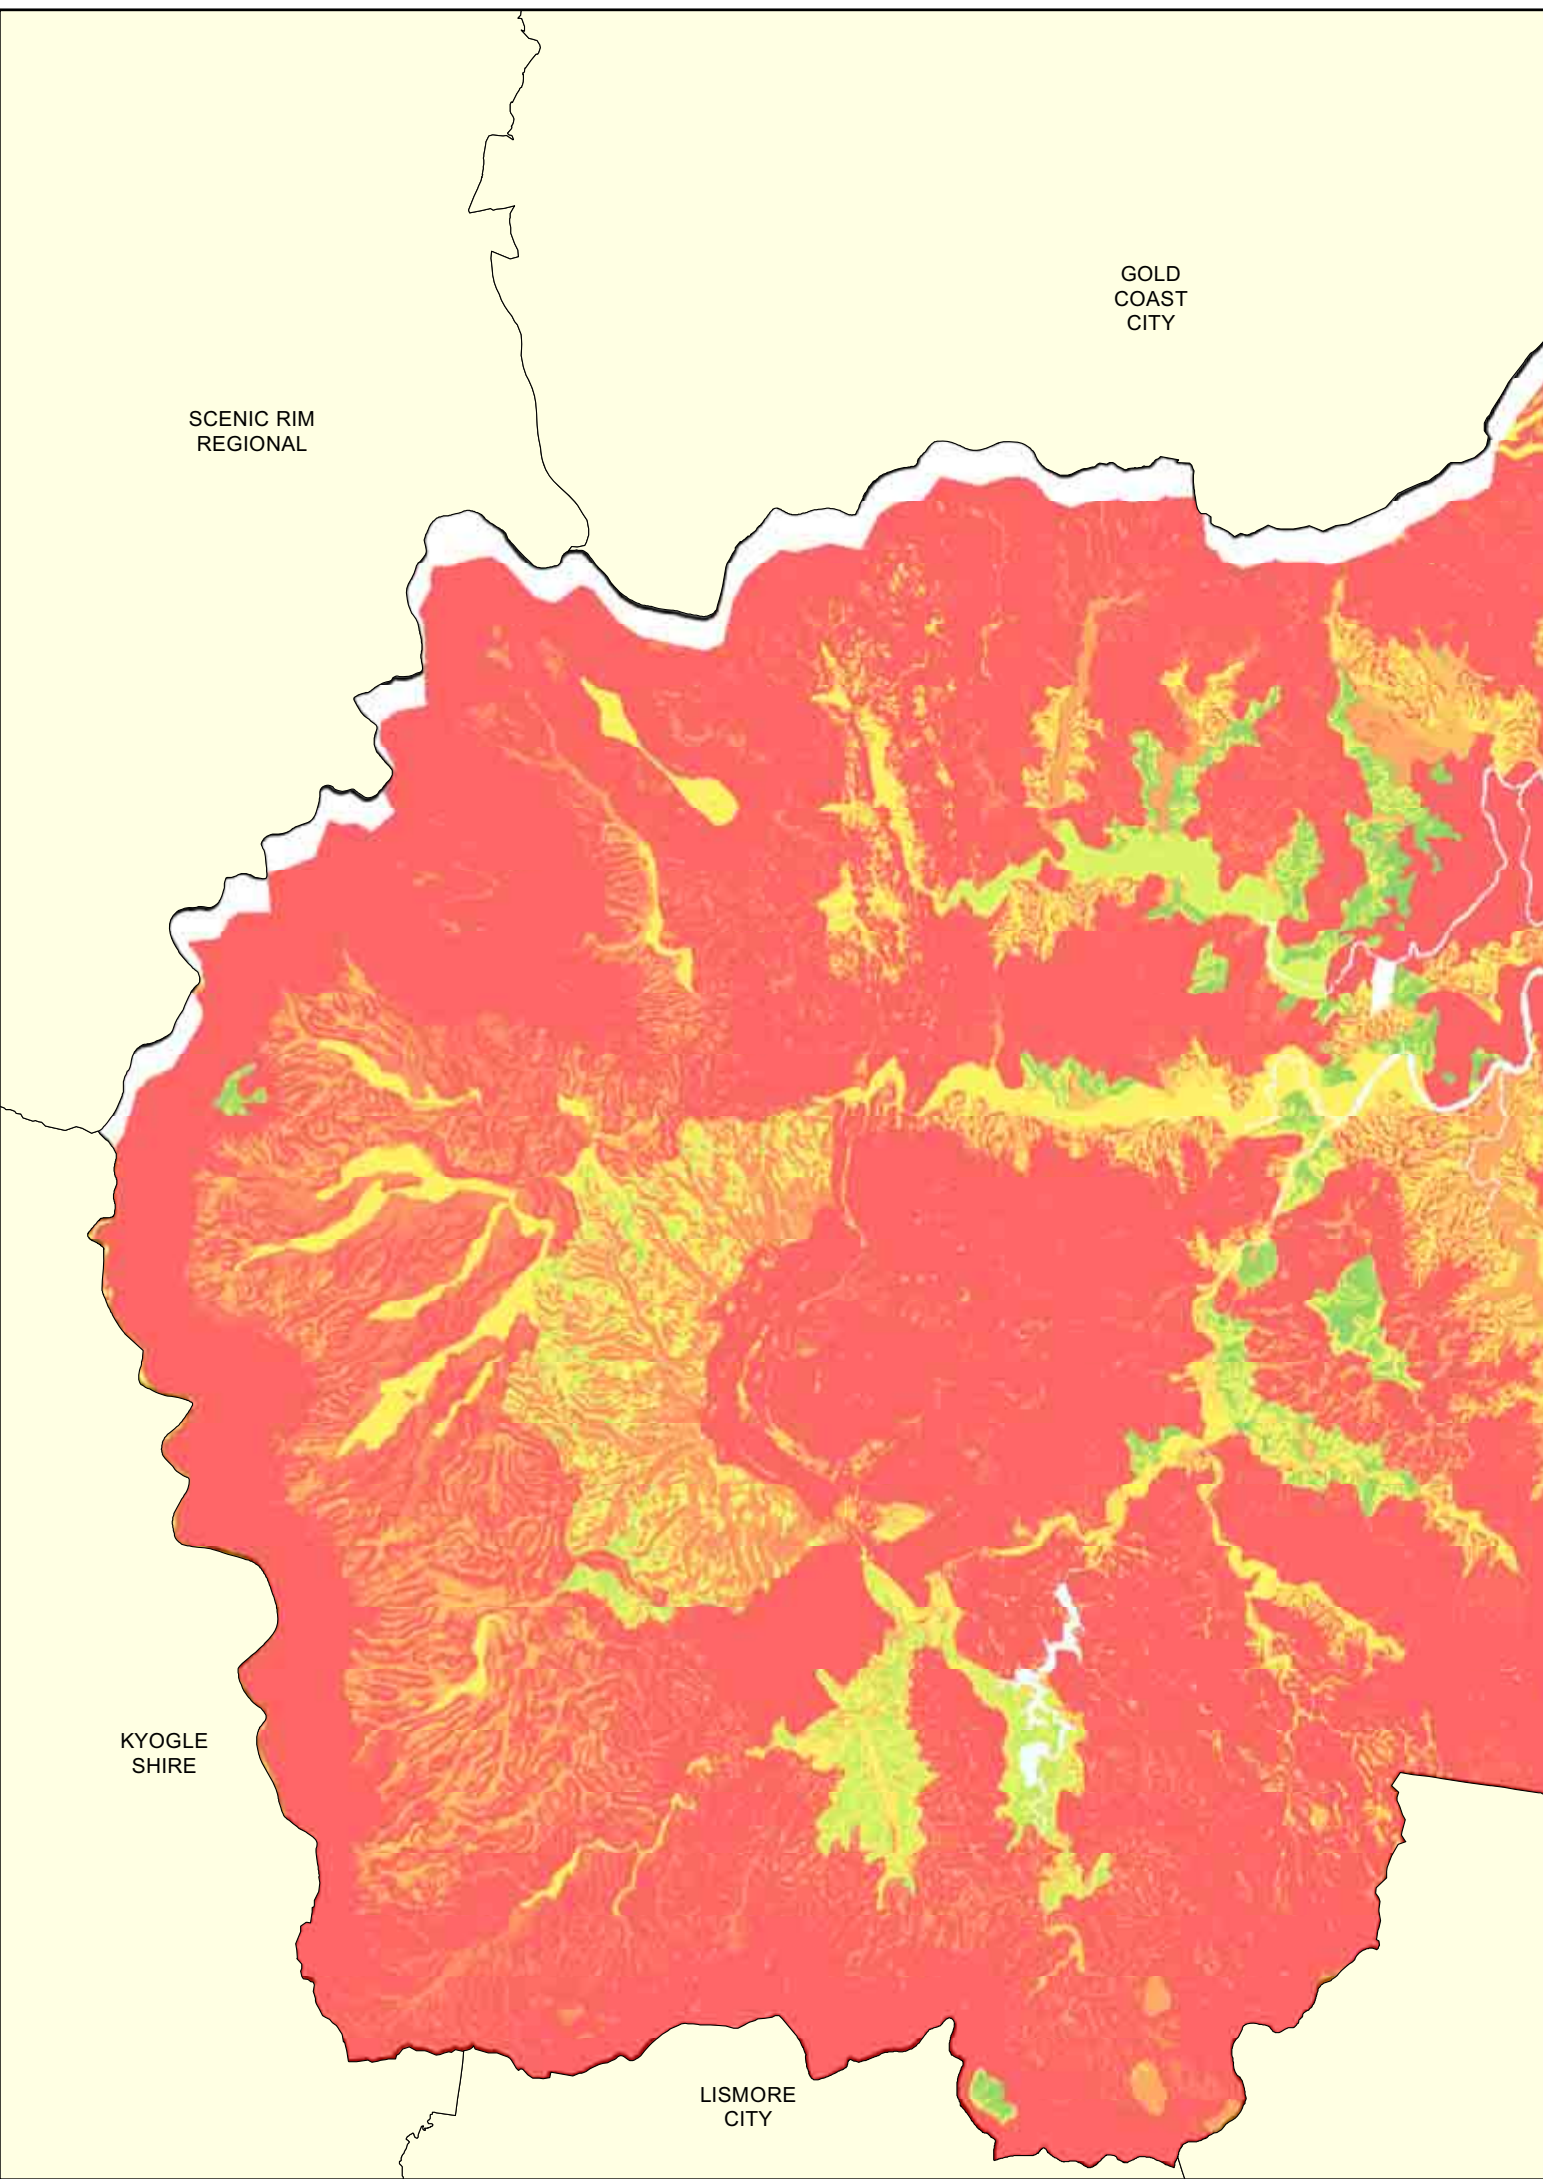 GOLD
COAST
CITY
SCENIC RIM
REGIONAL
KYOGLE
SHIRE
LISMORE
CITY